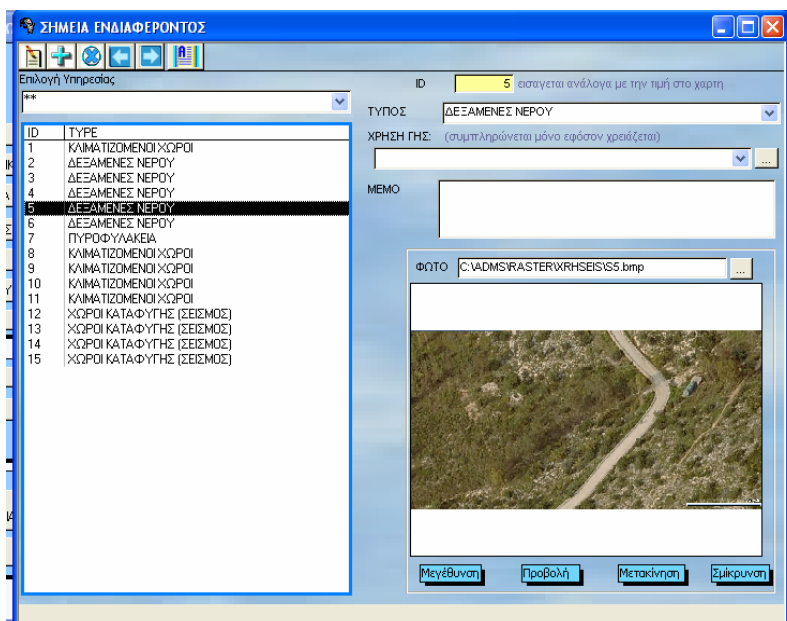 ΣΗΜΕΙΑ ΕΝΔΙΑΦΕΡΟΝΤΟΣ
Επιλογή Υπηρεσίας
**
ID TYPE
1 ΚΛΙΜΑΤΙΖΟΜΕΝΟΙ ΧΩΡΟΙ
2 ΔΕΞΑΜΕΝΕΣ ΝΕΡΟΥ
3 ΔΕΞΑΜΕΝΕΣ ΝΕΡΟΥ
4 ΔΕΞΑΜΕΝΕΣ ΝΕΡΟΥ
5 ΔΕΞΑΜΕΝΕΣ ΝΕΡΟΥ
6 ΔΕΞΑΜΕΝΕΣ ΝΕΡΟΥ
7 ΠΥΡΟΦΥΛΑΚΕΙΑ
8 ΚΛΙΜΑΤΙΖΟΜΕΝΟΙ ΧΩΡΟΙ
9 ΚΛΙΜΑΤΙΖΟΜΕΝΟΙ ΧΩΡΟΙ
10 ΚΛΙΜΑΤΙΖΟΜΕΝΟΙ ΧΩΡΟΙ
11 ΚΛΙΜΑΤΙΖΟΜΕΝΟΙ ΧΩΡΟΙ
12 ΧΩΡΟΙ ΚΑΤΑΦΥΓΗΣ (ΣΕΙΣΜΟΣ)
13 ΧΩΡΟΙ ΚΑΤΑΦΥΓΗΣ (ΣΕΙΣΜΟΣ)
14 ΧΩΡΟΙ ΚΑΤΑΦΥΓΗΣ (ΣΕΙΣΜΟΣ)
15 ΧΩΡΟΙ ΚΑΤΑΦΥΓΗΣ (ΣΕΙΣΜΟΣ)
ID 5 εισαγεται ανάλογα με την τιμή στο χαρτη
ΤΥΠΟΣ ΔΕΞΑΜΕΝΕΣ ΝΕΡΟΥ
ΧΡΗΣΗ ΓΗΣ: (συμπληρώνεται μόνο εφόσον χρειάζεται)
...
ΜΕΜΟ
ΦΩΤΟ C:\ADMS\RASTER\XRHSEIS\S5.bmp ...
Μεγέθυνση Προβολή Μετακίνηση Σμίκρυνση